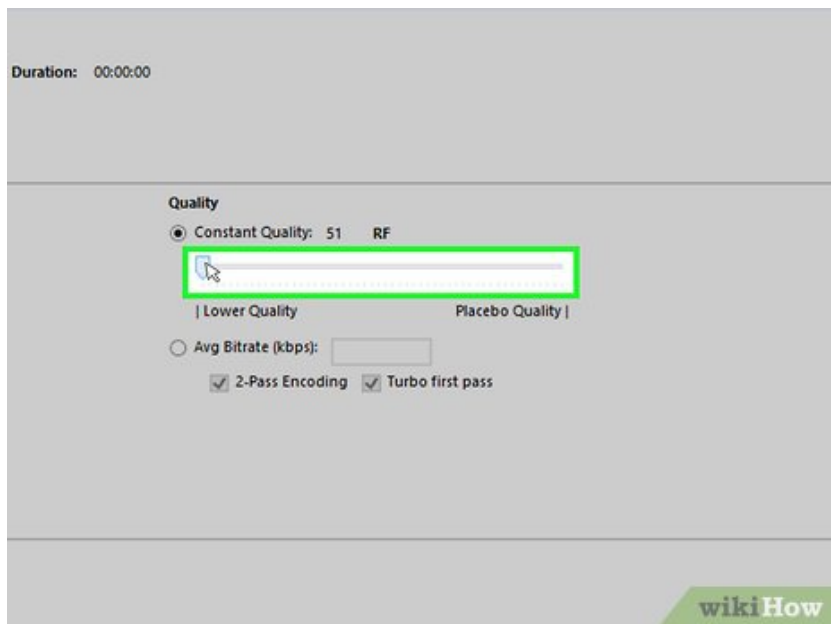 Duration: 00:00:00
Quality
Constant Quality: 51 RF
| Lower Quality Placebo Quality |
Avg Bitrate (kbps):
2-Pass Encoding Turbo first pass
wikiHow